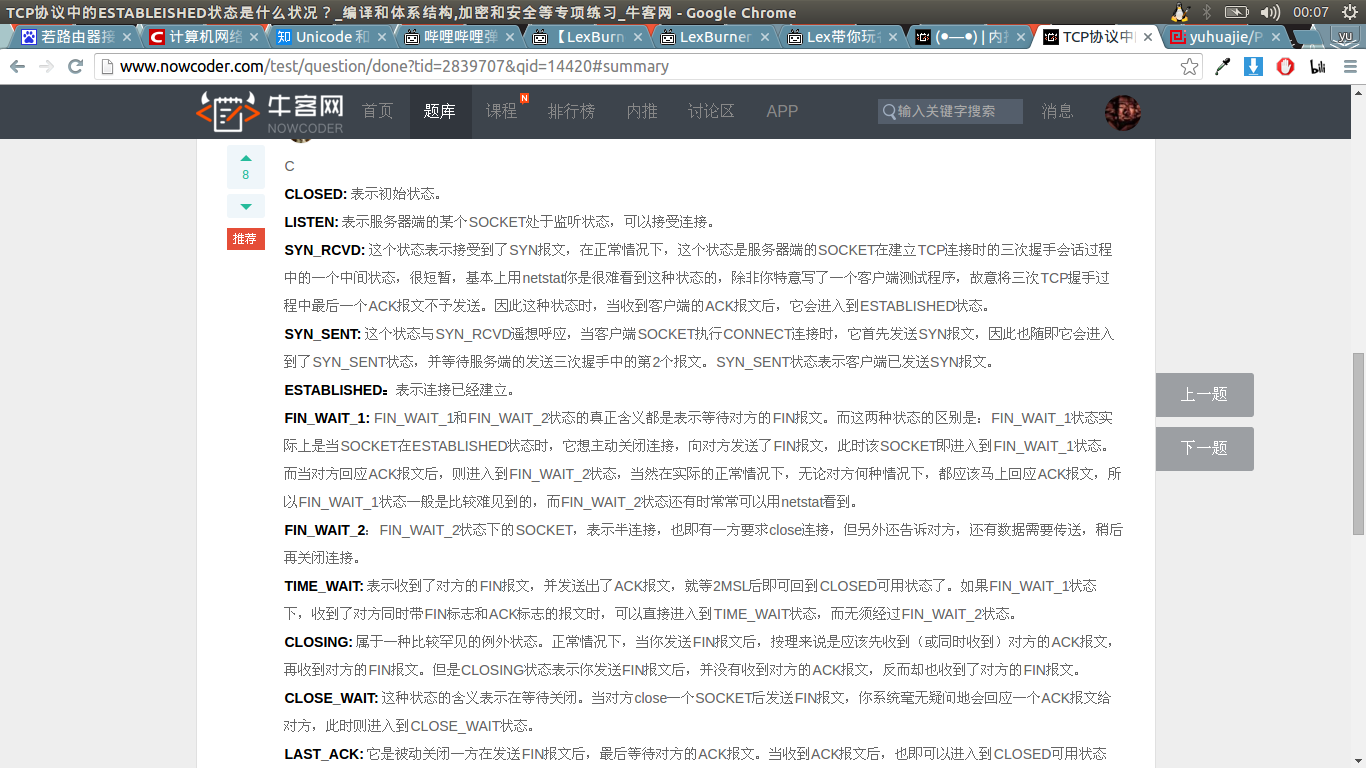 TCP协议中的ESTABLEISHED状态是什么状况？_编译和体系结构,加密和安全等专项练习_牛客网 - Google Chrome
00:07
若路由器接
计算机网络
Unicode 和
哔哩哔哩弹
【LexBurn
LexBurner
Lex带你玩
(●—●) | 内
TCP协议中
yuhuajie/P
yu
www.nowcoder.com/test/question/done?tid=2839707&qid=14420#summary
牛客网
NOWCODER
首页
题库
课程
N
排行榜
内推
讨论区
APP
输入关键字搜索
消息
8
推荐
C
CLOSED: 表示初始状态。
LISTEN: 表示服务器端的某个SOCKET处于监听状态，可以接受连接。
SYN_RCVD: 这个状态表示接受到了SYN报文，在正常情况下，这个状态是服务器端的SOCKET在建立TCP连接时的三次握手会话过程
中的一个中间状态，很短暂，基本上用netstat你是很难看到这种状态的，除非你特意写了一个客户端测试程序，故意将三次TCP握手过
程中最后一个ACK报文不予发送。因此这种状态时，当收到客户端的ACK报文后，它会进入到ESTABLISHED状态。
SYN_SENT: 这个状态与SYN_RCVD遥想呼应，当客户端SOCKET执行CONNECT连接时，它首先发送SYN报文，因此也随即它会进入
到了SYN_SENT状态，并等待服务端的发送三次握手中的第2个报文。SYN_SENT状态表示客户端已发送SYN报文。
ESTABLISHED：表示连接已经建立。
FIN_WAIT_1: FIN_WAIT_1和FIN_WAIT_2状态的真正含义都是表示等待对方的FIN报文。而这两种状态的区别是：FIN_WAIT_1状态实
际上是当SOCKET在ESTABLISHED状态时，它想主动关闭连接，向对方发送了FIN报文，此时该SOCKET即进入到FIN_WAIT_1状态。
而当对方回应ACK报文后，则进入到FIN_WAIT_2状态，当然在实际的正常情况下，无论对方何种情况下，都应该马上回应ACK报文，所
以FIN_WAIT_1状态一般是比较难见到的，而FIN_WAIT_2状态还有时常常可以用netstat看到。
FIN_WAIT_2：FIN_WAIT_2状态下的SOCKET，表示半连接，也即有一方要求close连接，但另外还告诉对方，还有数据需要传送，稍后
再关闭连接。
TIME_WAIT: 表示收到了对方的FIN报文，并发送出了ACK报文，就等2MSL后即可回到CLOSED可用状态了。如果FIN_WAIT_1状态
下，收到了对方同时带FIN标志和ACK标志的报文时，可以直接进入到TIME_WAIT状态，而无须经过FIN_WAIT_2状态。
CLOSING: 属于一种比较罕见的例外状态。正常情况下，当你发送FIN报文后，按理来说是应该先收到（或同时收到）对方的ACK报文，
再收到对方的FIN报文。但是CLOSING状态表示你发送FIN报文后，并没有收到对方的ACK报文，反而却也收到了对方的FIN报文。
CLOSE_WAIT: 这种状态的含义表示在等待关闭。当对方close一个SOCKET后发送FIN报文，你系统毫无疑问地会回应一个ACK报文给
对方，此时则进入到CLOSE_WAIT状态。
LAST_ACK: 它是被动关闭一方在发送FIN报文后，最后等待对方的ACK报文。当收到ACK报文后，也即可以进入到CLOSED可用状态
上一题
下一题